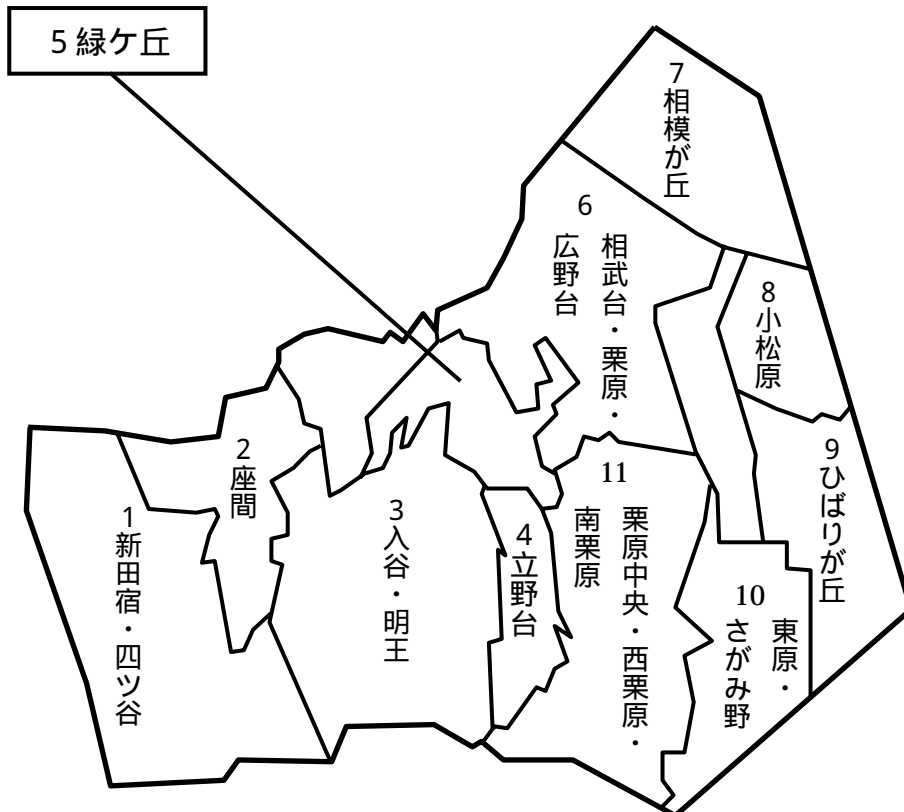 5 緑ケ丘
7 相模が丘
6
相武台・栗原・
広野台
8 小松原
9 ひばりが丘
2 座間
1 新田宿・四ツ谷
3 入谷・明王
4 立野台
11
栗原中央・西栗原・
南栗原
10
東原・
さがみ野